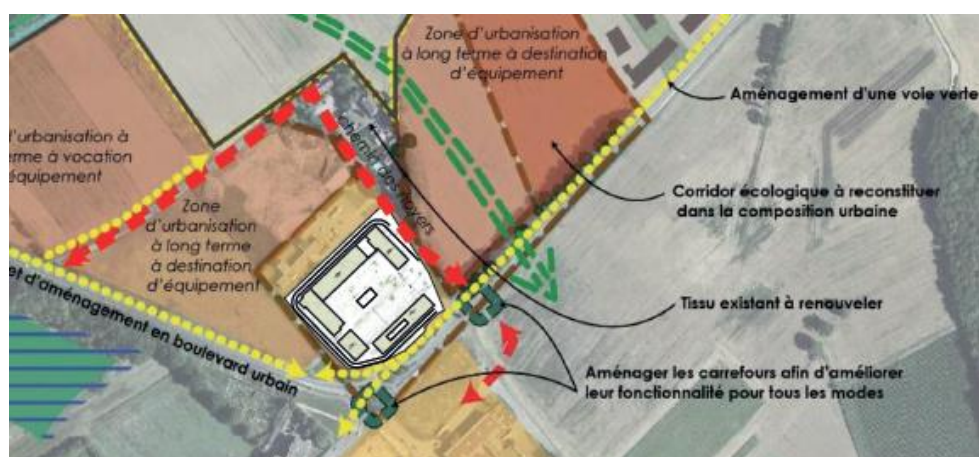 Zone d'urbanisation
à long terme à destination
d'équipement
Aménagement d'une voie verte
d'urbanisation à
terme à vocation
équipement
chemin des noyers
Corridor écologique à reconstituer
dans la composition urbaine
Zone
d'urbanisation
à long terme
à destination
d'équipement
et d'aménagement en boulevard urbain
Tissu existant à renouveler
Aménager les carrefours afin d'améliorer
leur fonctionnalité pour tous les modes